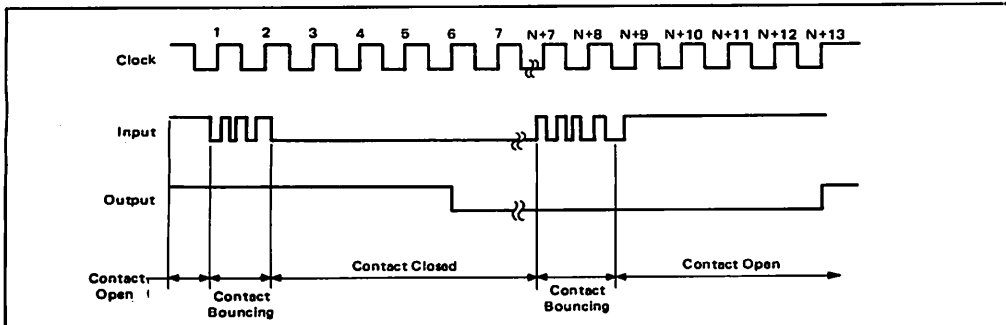 1 2 3 4 5 6 7 N+7 N+8 N+9 N+10 N+11 N+12 N+13
Clock
Input
Output
Contact Closed
Contact Open
Contact
Open
Contact
Bouncing
Contact
Bouncing